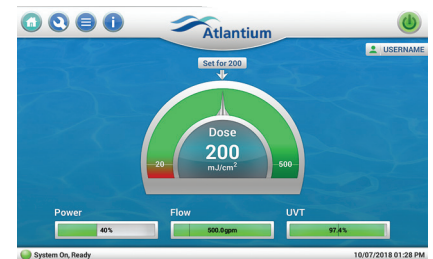 Atlantium
USERNAME
Set for 200
Dose
200
mJ/cm²
20
500
Power
Flow
UVT
40%
500.0gpm
97.4%
System On, Ready
10/07/2018 01:28 PM